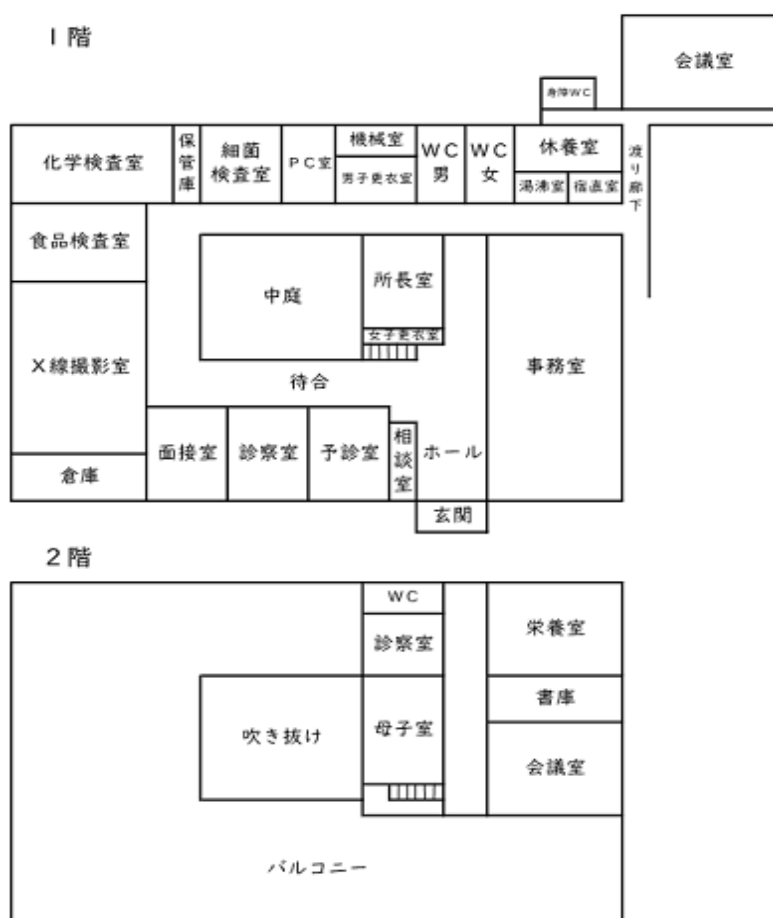 1階
会議室
身障WC
化学検査室
保管庫
細菌
検査室
PC室
機械室
男子更衣室
WC
男
WC
女
休養室
湯沸室
宿直室
渡り廊下
食品検査室
中庭
所長室
女子更衣室
X線撮影室
待合
事務室
面接室
診察室
予診室
相談室
ホール
倉庫
玄関
2階
WC
診察室
栄養室
書庫
吹き抜け
母子室
会議室
バルコニー